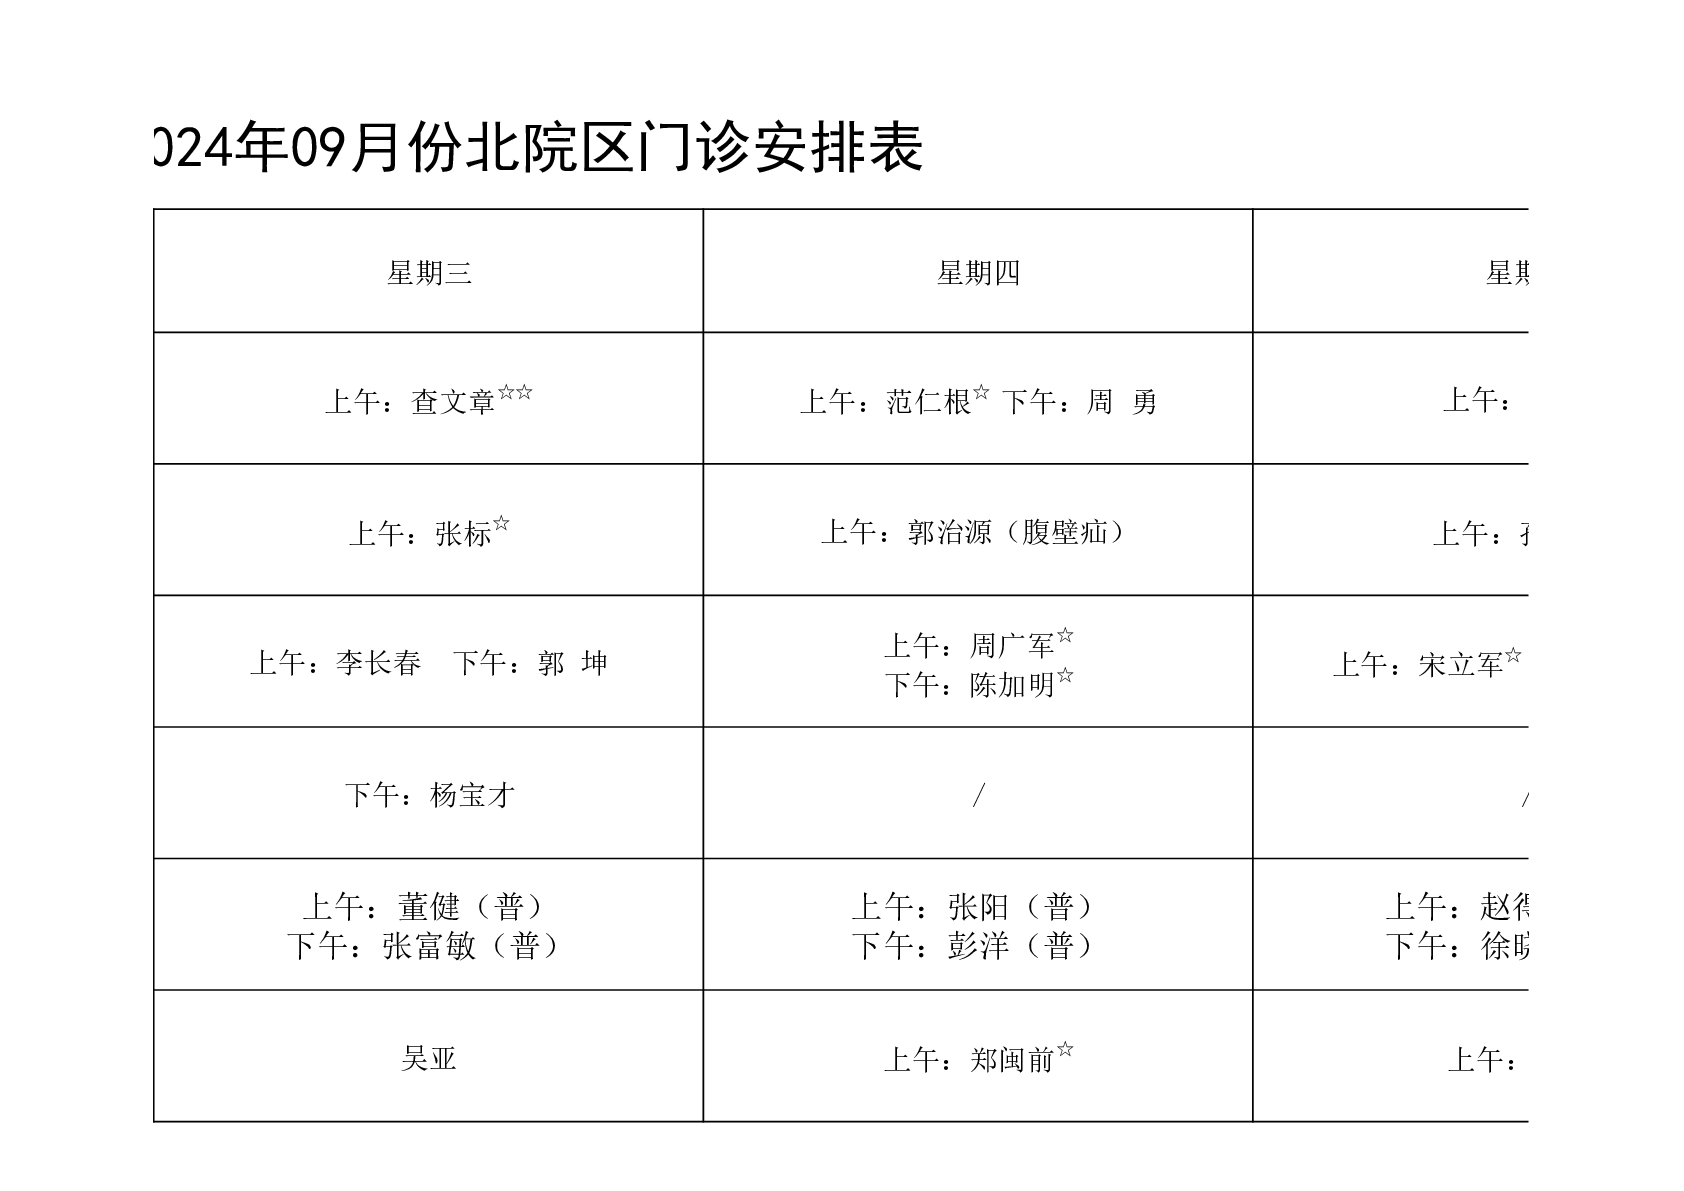 024年09月份北院区门诊安排表
星期三 星期四 星期
上午：查文章☆☆ 上午：范仁根☆ 下午：周 勇 上午：
上午：张标☆ 上午：郭治源（腹壁疝） 上午：
上午：李长春 下午：郭 坤 上午：周广军☆ 上午：宋立军☆
下午：陈加明☆
下午：杨宝才 / /
上午：董健（普） 上午：张阳（普） 上午：赵
下午：张富敏（普） 下午：彭洋（普） 下午：徐
吴亚 上午：郑闽前☆ 上午：